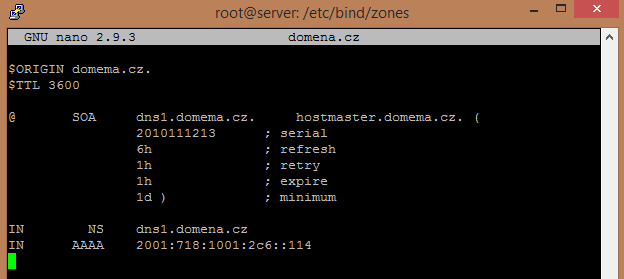 root@server: /etc/bind/zones
GNU nano 2.9.3 domena.cz
$ORIGIN domema.cz.
$TTL 3600
@ SOA dns1.domema.cz. hostmaster.domema.cz. (
2010111213 ; serial
6h ; refresh
1h ; retry
1h ; expire
1d ) ; minimum
IN NS dns1.domena.cz
IN AAAA 2001:718:1001:2c6::114